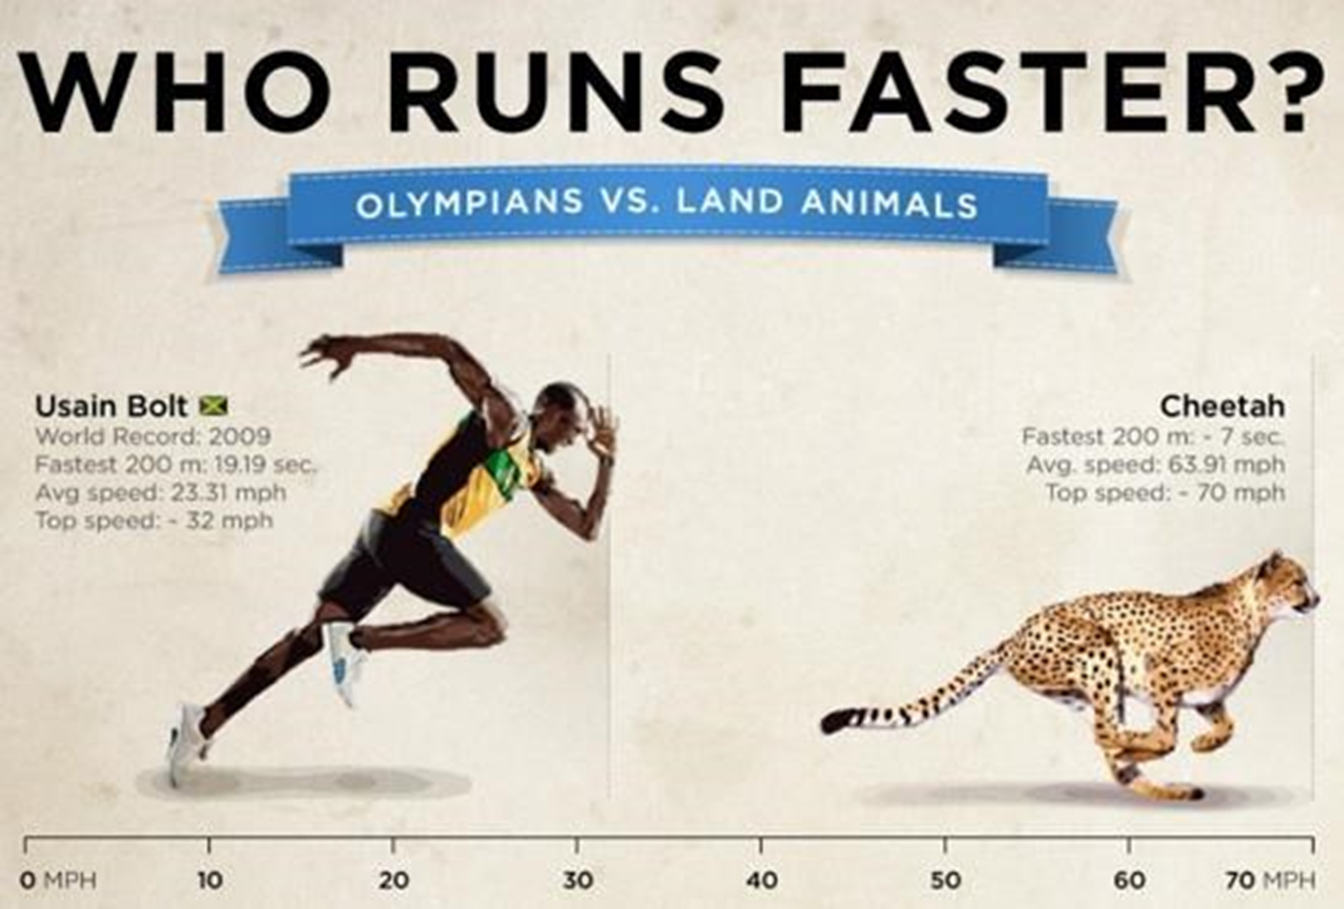 WHO RUNS FASTER?
OLYMPIANS VS. LAND ANIMALS
Usain Bolt
World Record: 2009
Fastest 200 m: 19.19 sec.
Avg speed: 23.31 mph
Top speed: ~ 32 mph
Cheetah
Fastest 200 m: ~ 7 sec.
Avg. speed: 63.91 mph
Top speed: ~ 70 mph
0 MPH 10 20 30 40 50 60 70 MPH